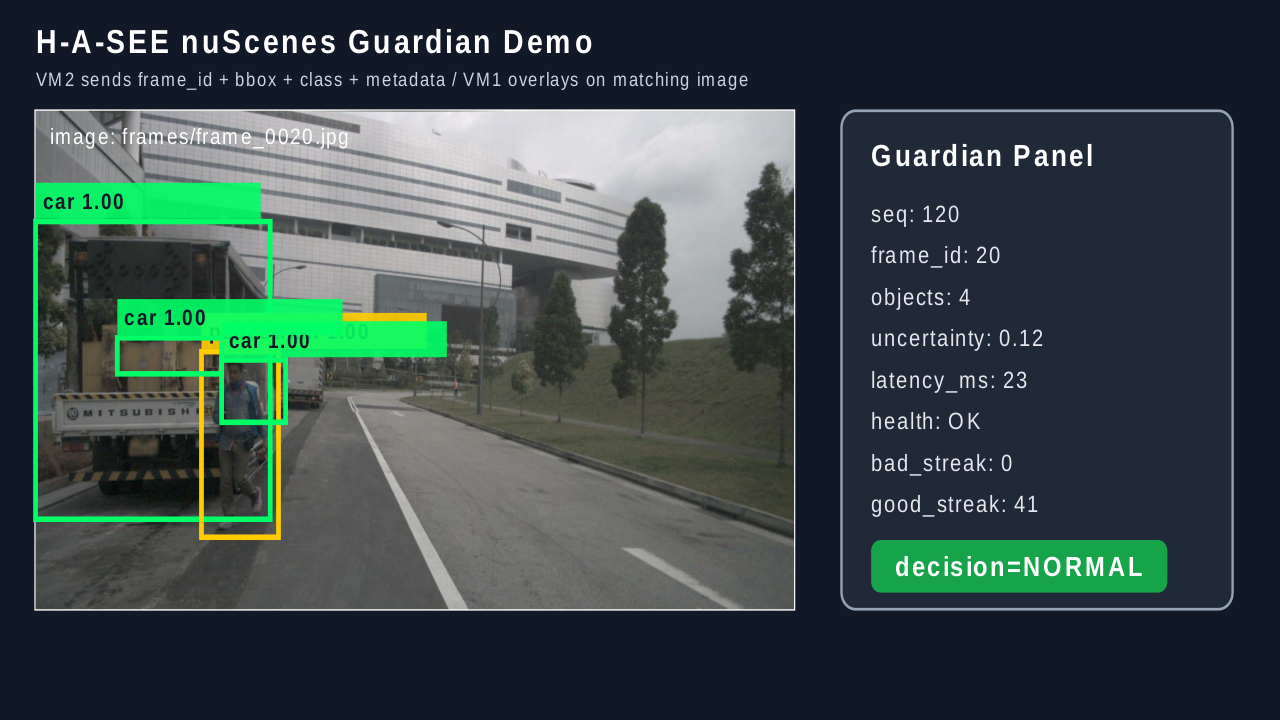 H-A-SEE nuScenes Guardian Demo
VM2 sends frame_id + bbox + class + metadata / VM1 overlays on matching image
image: frames/frame_0020.jpg
car 1.00
car 1.00
1.00
car 1.00
MITSUBISH
Guardian Panel
seq: 120
frame_id: 20
objects: 4
uncertainty: 0.12
latency_ms: 23
health: OK
bad_streak: 0
good_streak: 41
decision=NORMAL